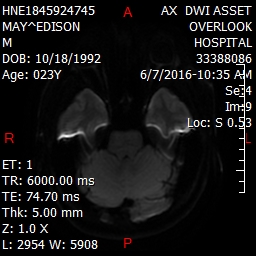 HNE1845924745
MAY^EDISON
M
DOB: 10/18/1992
Age: 023Y
A
AX DWI ASSET
OVERLOOK
HOSPITAL
33388086
6/7/2016-10:35 AM
Se:4
Im:9
Loc: S 0.53
R
L
ET: 1
TR: 6000.00 ms
TE: 74.70 ms
Thk: 5.00 mm
Z: 1.0 X
L: 2954 W: 5908
P